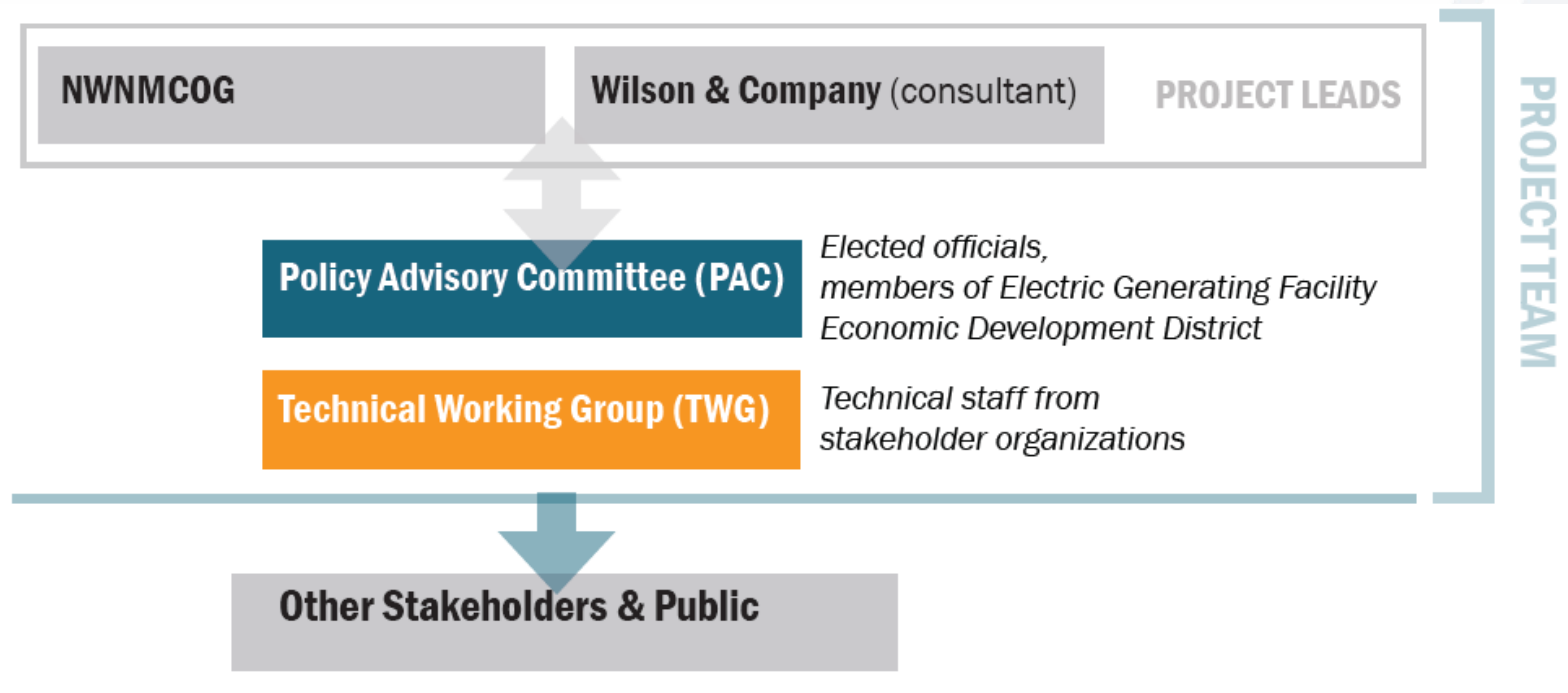 NWNMCOG
Wilson & Company (consultant)
PROJECT LEADS
Policy Advisory Committee (PAC)
Elected officials,
members of Electric Generating Facility
Economic Development District
Technical Working Group (TWG)
Technical staff from
stakeholder organizations
PROJECT TEAM
Other Stakeholders & Public